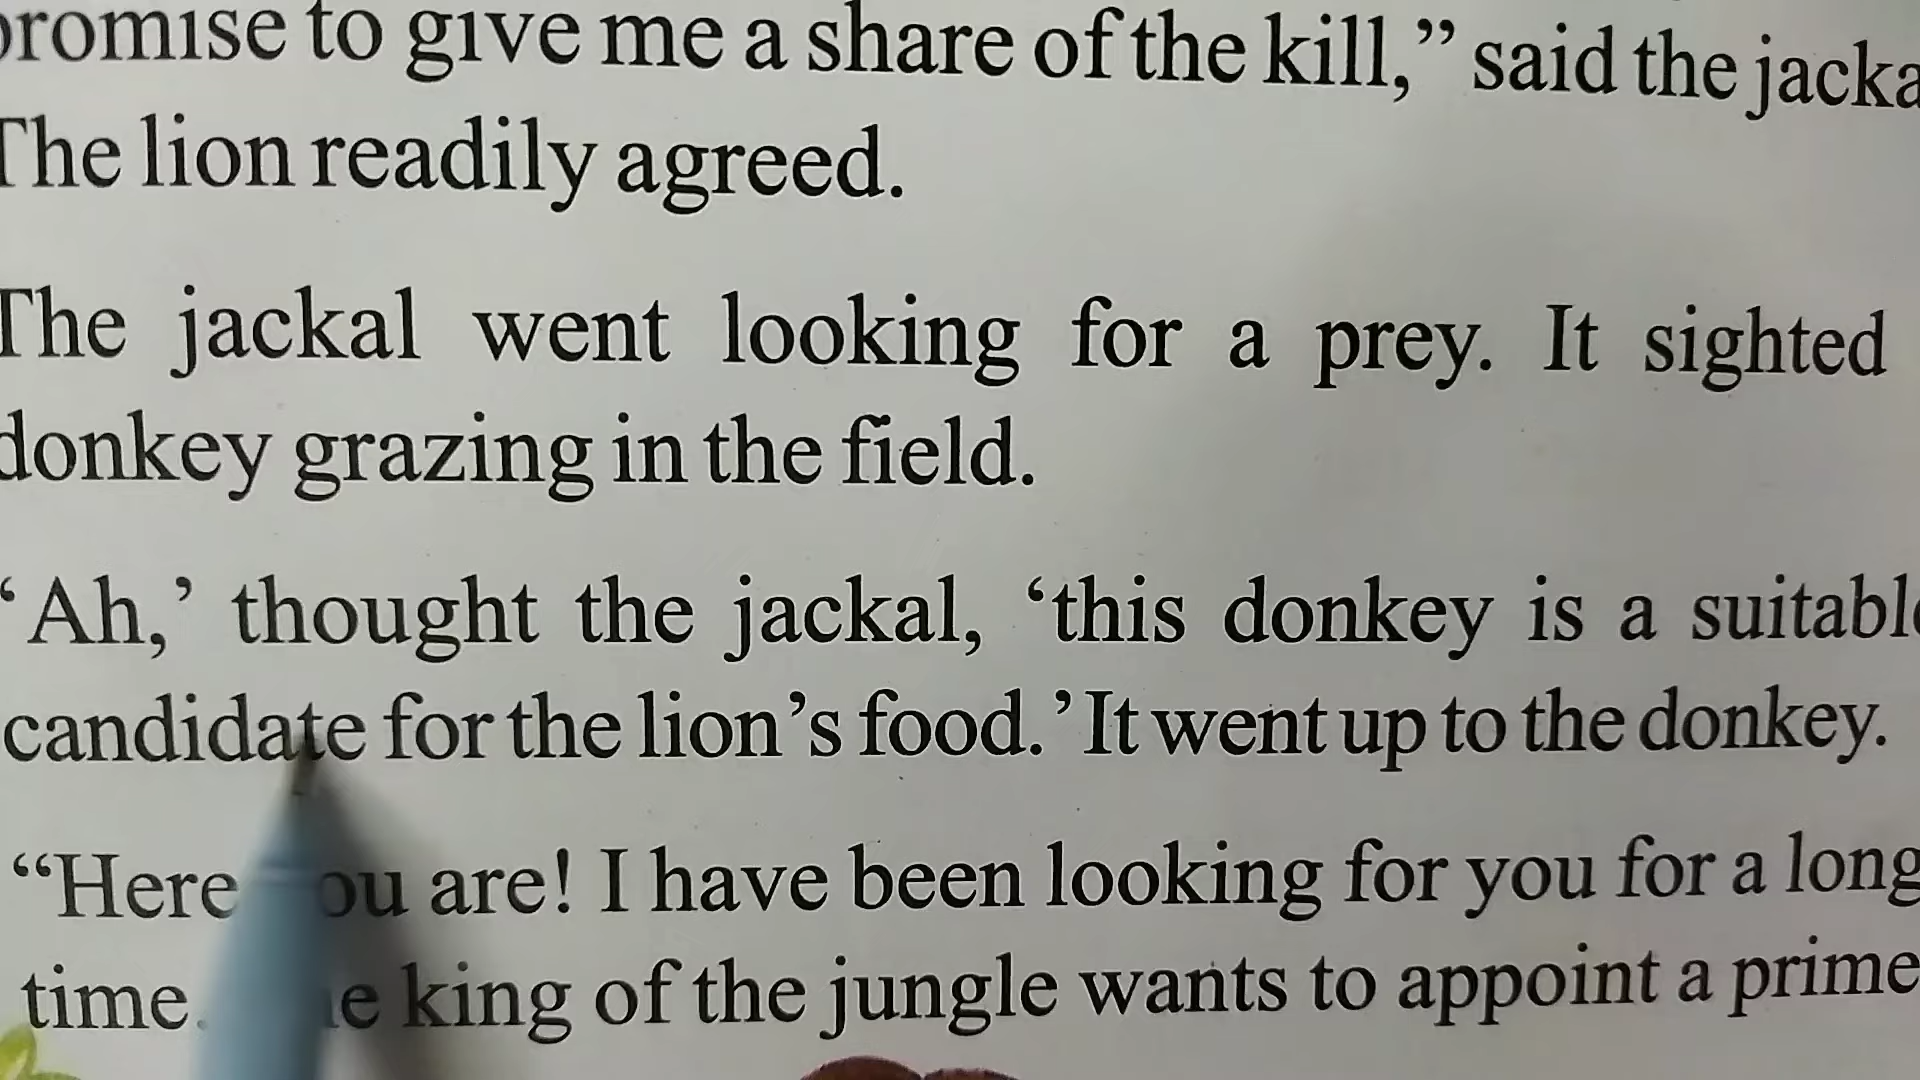 promise to give me a share of the kill,” said the jacka
The lion readily agreed.
The jackal went looking for a prey. It sighted
donkey grazing in the field.
‘Ah,’ thought the jackal, ‘this donkey is a suitable
candidate for the lion’s food.’ It went up to the donkey.
“Here ou are! I have been looking for you for a long
time. e king of the jungle wants to appoint a prime